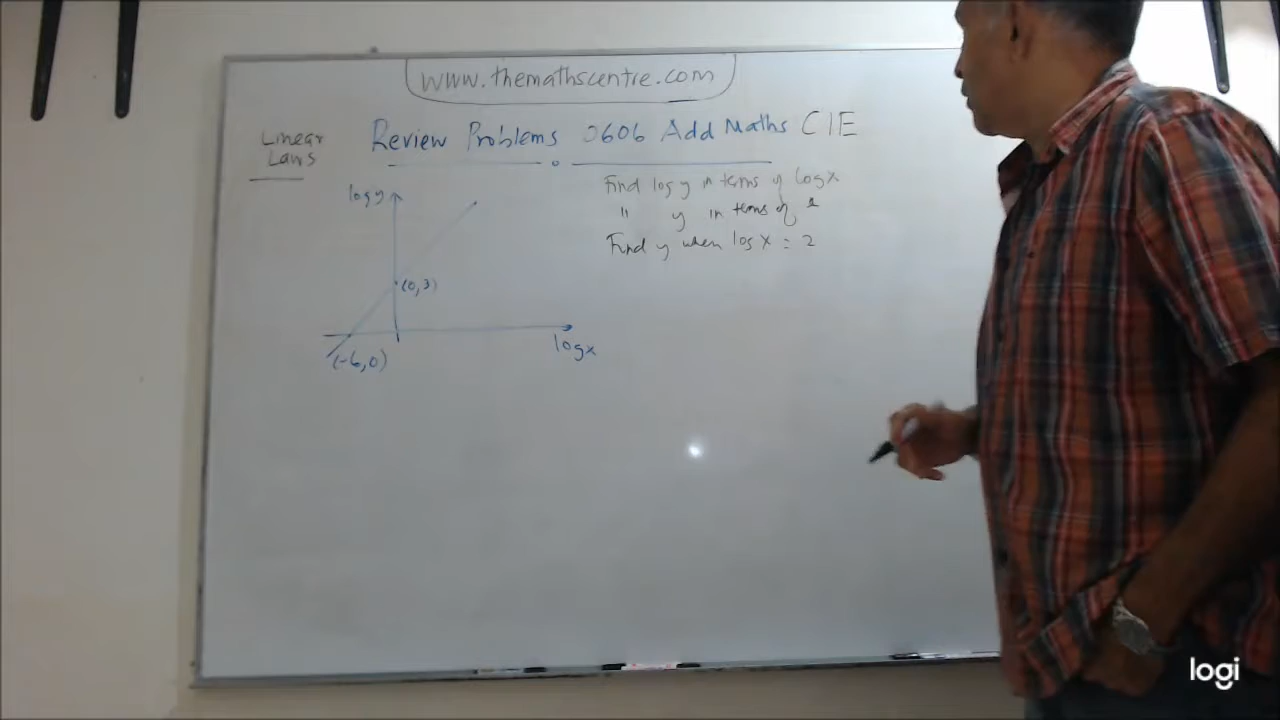 www.themathscentre.com
Linear
Laws
Review Problems 0606 Add Maths CIE
log y
Find log y in terms of log x
" y in terms of x
Find y when log x = 2
(0,3)
log x
(-6,0)
logi